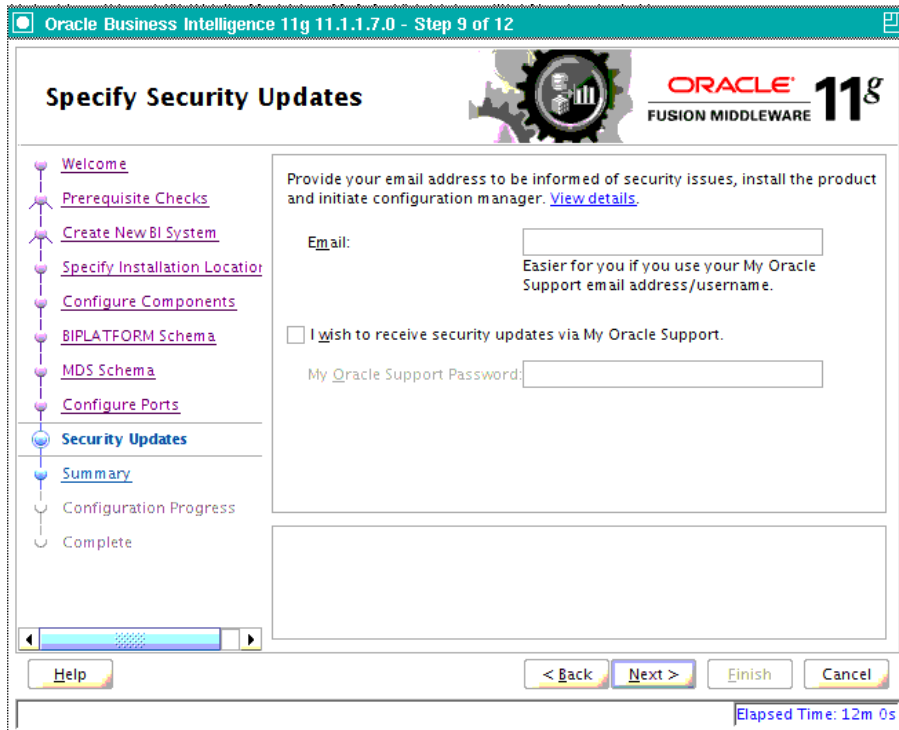 Oracle Business Intelligence 11g 11.1.1.7.0 - Step 9 of 12
Specify Security Updates
ORACLE
FUSION MIDDLEWARE
11g
Welcome
Prerequisite Checks
Create New BI System
Specify Installation Location
Configure Components
BIPLATFORM Schema
MDS Schema
Configure Ports
Security Updates
Summary
Configuration Progress
Complete
Provide your email address to be informed of security issues, install the product
and initiate configuration manager. View details.
Email:
Easier for you if you use your My Oracle
Support email address/username.
I wish to receive security updates via My Oracle Support.
My Oracle Support Password:
Help
< Back
Next >
Finish
Cancel
Elapsed Time: 12m 0s